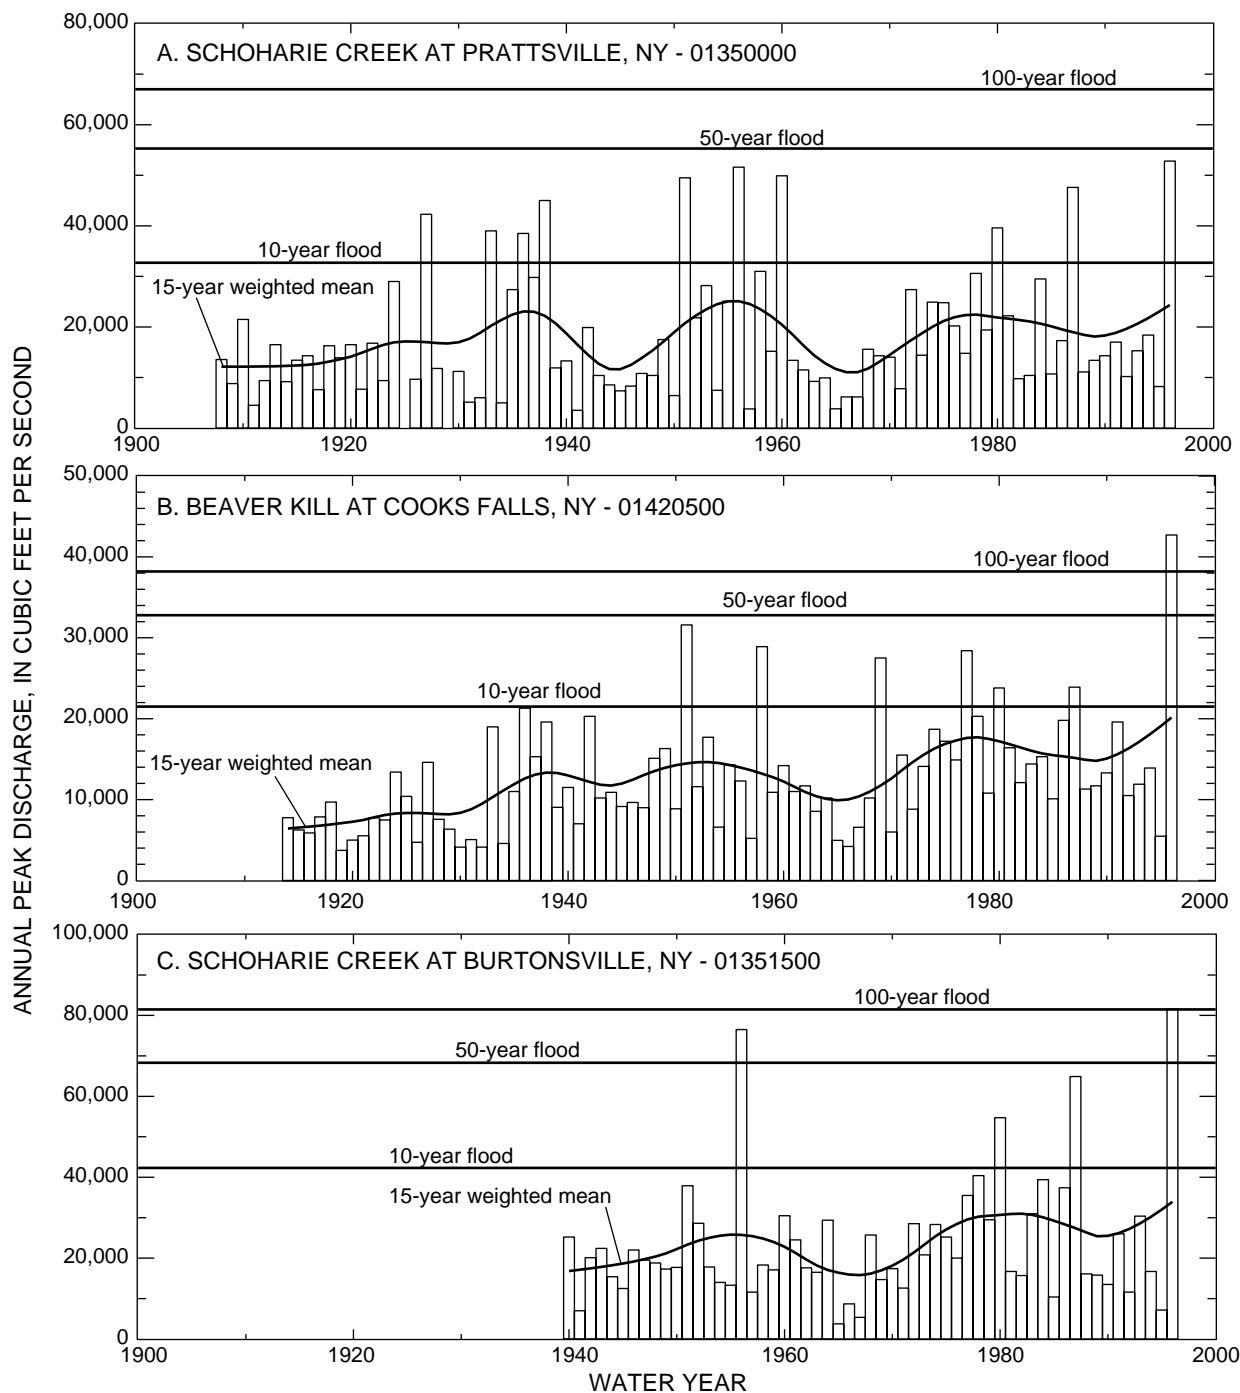 ANNUAL PEAK DISCHARGE, IN CUBIC FEET PER SECOND
80,000
A. SCHOHARIE CREEK AT PRATTSVILLE, NY - 01350000
100-year flood
60,000
50-year flood
40,000
10-year flood
15-year weighted mean
20,000
0
1900 1920 1940 1960 1980 2000
50,000
B. BEAVER KILL AT COOKS FALLS, NY - 01420500
40,000
100-year flood
50-year flood
30,000
10-year flood
20,000
15-year weighted mean
10,000
0
1900 1920 1940 1960 1980 2000
100,000
C. SCHOHARIE CREEK AT BURTONSVILLE, NY - 01351500
100-year flood
80,000
50-year flood
60,000
10-year flood
40,000
15-year weighted mean
20,000
0
1900 1920 1940 1960 1980 2000
WATER YEAR